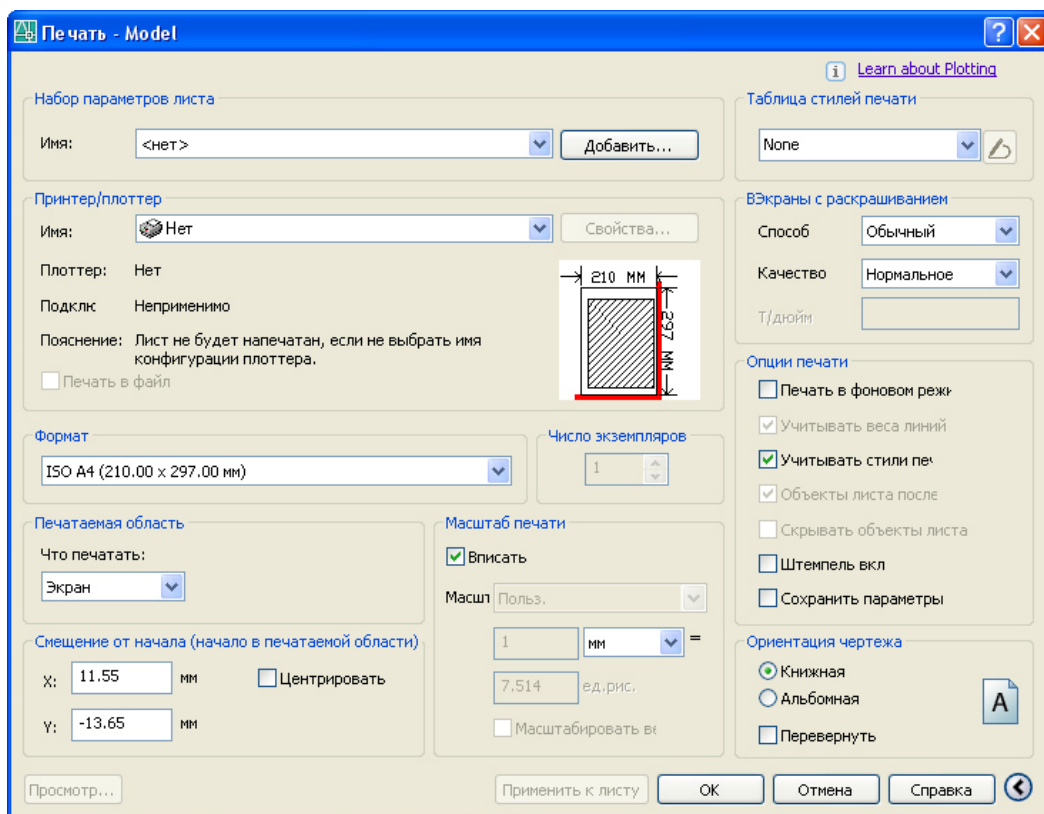 Печать - Model
Learn about Plotting
Набор параметров листа
Имя:
<нет>
Добавить...
Таблица стилей печати
None
Принтер/плоттер
Имя:
Нет
Свойства...
Плоттер:
Нет
Подклю
Неприменимо
Пояснение:
Лист не будет напечатан, если не выбрать имя
конфигурации плоттера.
Печать в файл
210 MM
297 MM
ВЭкраны с раскрашиванием
Способ
Обычный
Качество
Нормальное
Т/дюйм
Формат
ISO A4 (210.00 x 297.00 мм)
Число экземпляров
1
Опции печати
Печать в фоновом режи
Учитывать веса линий
Учитывать стили печ
Объекты листа после
Скрывать объекты листа
Штемпель вкл
Сохранить параметры
Печатаемая область
Что печатать:
Экран
Масштаб печати
Вписать
Масшт
Польз.
1
мм
=
7.514
ед.рис.
Масштабировать ве
Смещение от начала (начало в печатаемой области)
X:
11.55
мм
Центрировать
Y:
-13.65
мм
Ориентация чертежа
Книжная
Альбомная
Перевернуть
A
Просмотр...
Применить к листу
ОК
Отмена
Справка